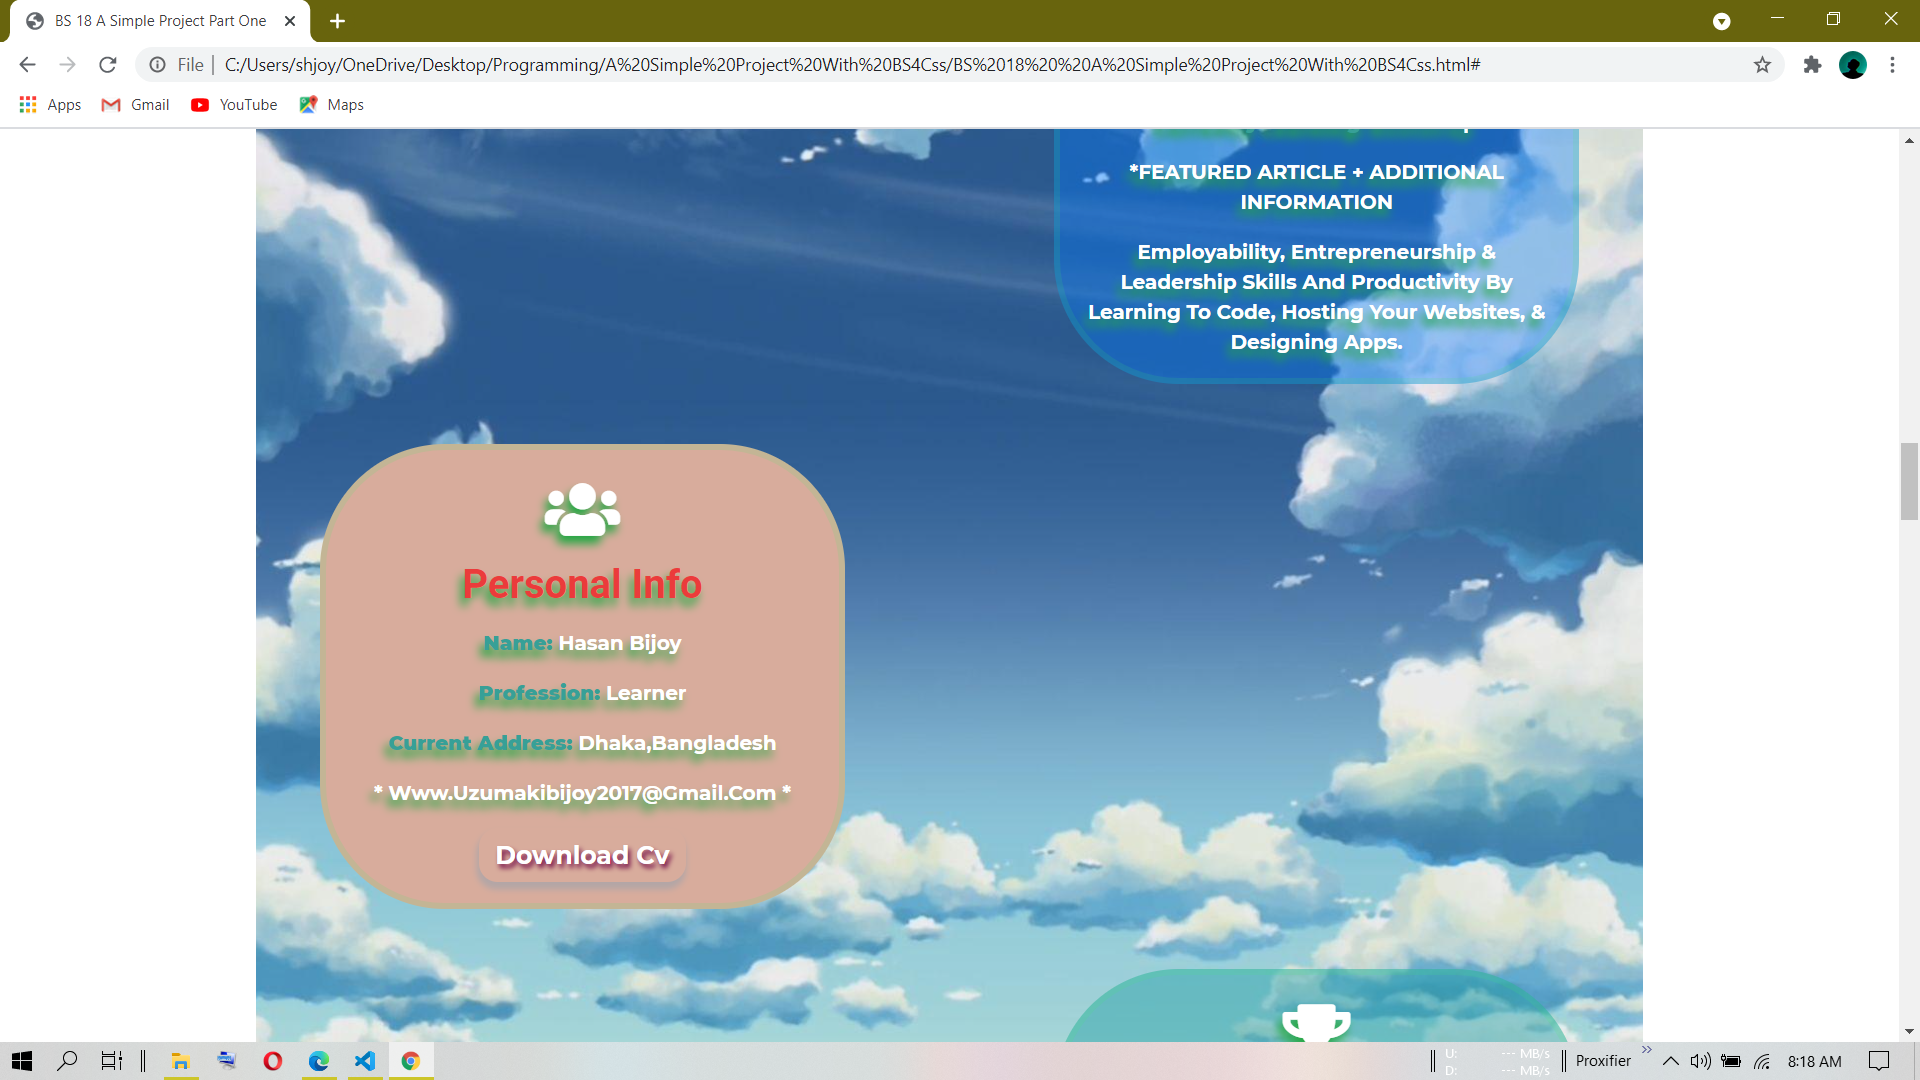 BS 18 A Simple Project Part One
File
C:/Users/shjoy/OneDrive/Desktop/Programming/A%20Simple%20Project%20With%20BS4Css/BS%2018%20%20A%20Simple%20Project%20With%20BS4Css.html#
Apps
Gmail
YouTube
Maps
*FEATURED ARTICLE + ADDITIONAL
INFORMATION
Employability, Entrepreneurship &
Leadership Skills And Productivity By
Learning To Code, Hosting Your Websites, &
Designing Apps.
Personal Info
Name: Hasan Bijoy
Profession: Learner
Current Address: Dhaka,Bangladesh
* Www.Uzumakibijoy2017@Gmail.Com *
Download Cv
U: --- MB/s
D: --- MB/s
Proxifier
8:18 AM